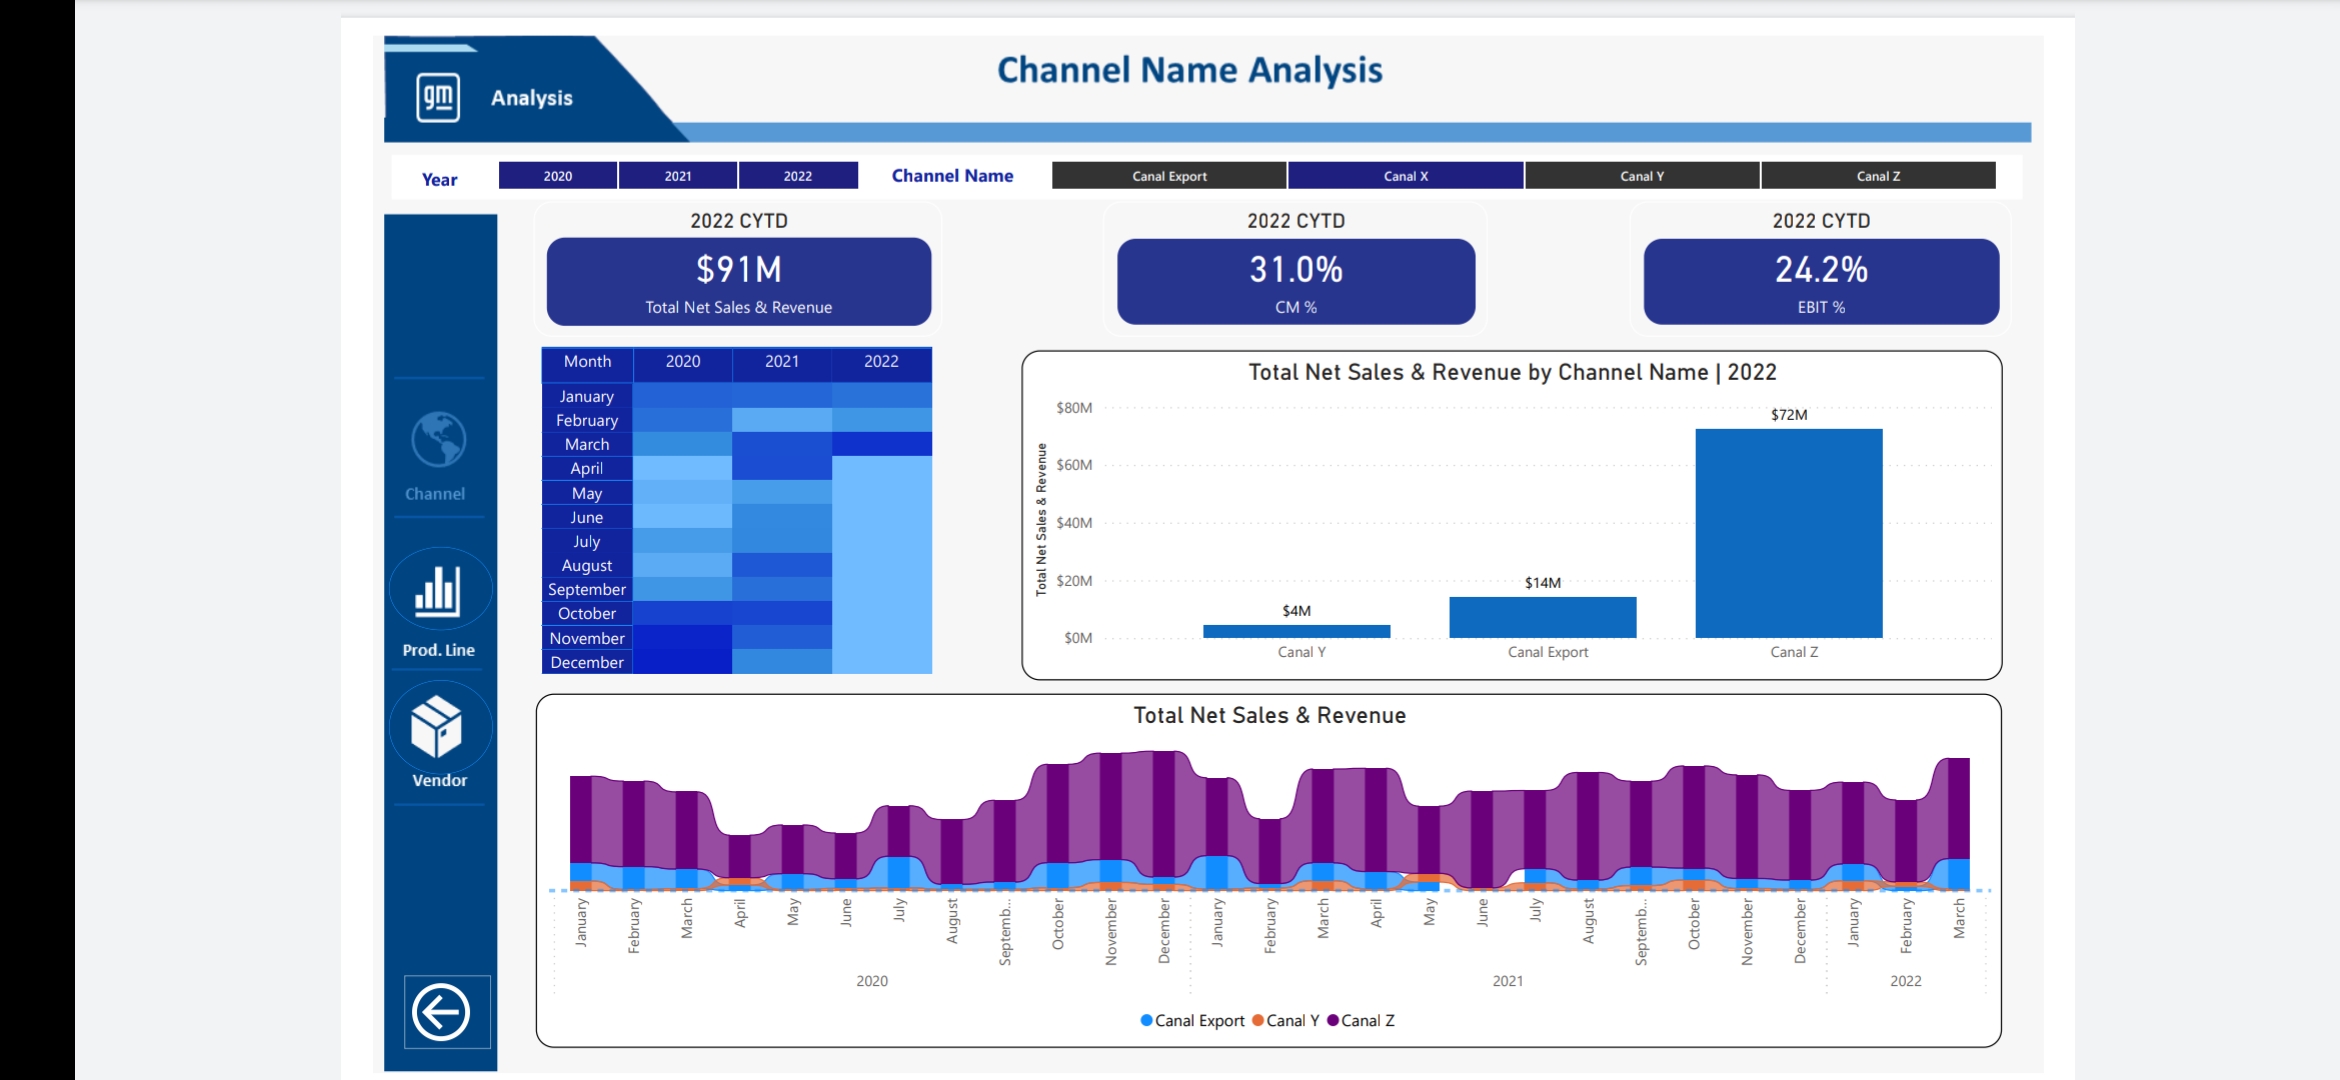 Channel Name Analysis
gm
Analysis
Year
2020 2021 2022
Channel Name
Canal Export Canal X Canal Y Canal Z
2022 CYTD
$91M
Total Net Sales & Revenue
2022 CYTD
31.0%
CM %
2022 CYTD
24.2%
EBIT %
Channel
Prod. Line
Vendor
Month 2020 2021 2022
January
February
March
April
May
June
July
August
September
October
November
December
Total Net Sales & Revenue by Channel Name | 2022
Total Net Sales & Revenue
$80M
$60M
$40M
$20M
$0M
$4M
$14M
$72M
Canal Y Canal Export Canal Z
Total Net Sales & Revenue
January February March April May June July August Septemb... October November December January February March April May June July August Septemb... October November December January February March
2020 2021 2022
Canal Export Canal Y Canal Z